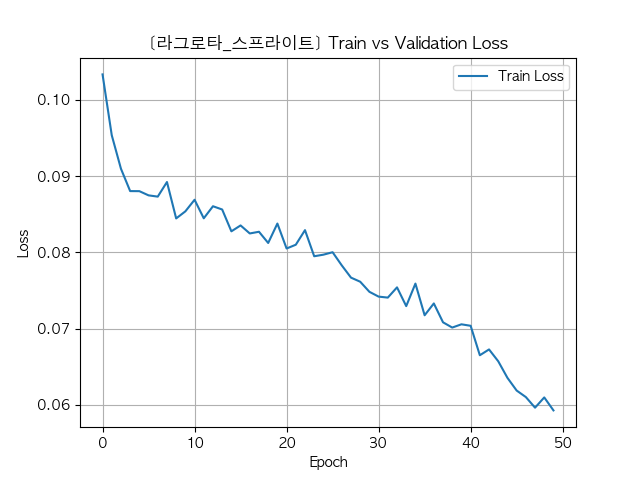 [라그로타_스프라이트] Train vs Validation Loss
Train Loss
0.10
0.09
0.08
0.07
0.06
Loss
0 10 20 30 40 50
Epoch